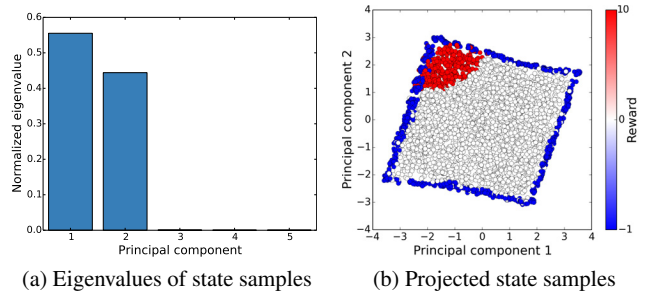 0.6
0.5
0.4
0.3
0.2
0.1
0.0
Normalized eigenvalue
1 2 3 4 5
Principal component
(a) Eigenvalues of state samples
4
3
2
1
0
−1
−2
−3
−4
Principal component 2
−4 −3 −2 −1 0 1 2 3 4
Principal component 1
10
0
−1
Reward
(b) Projected state samples